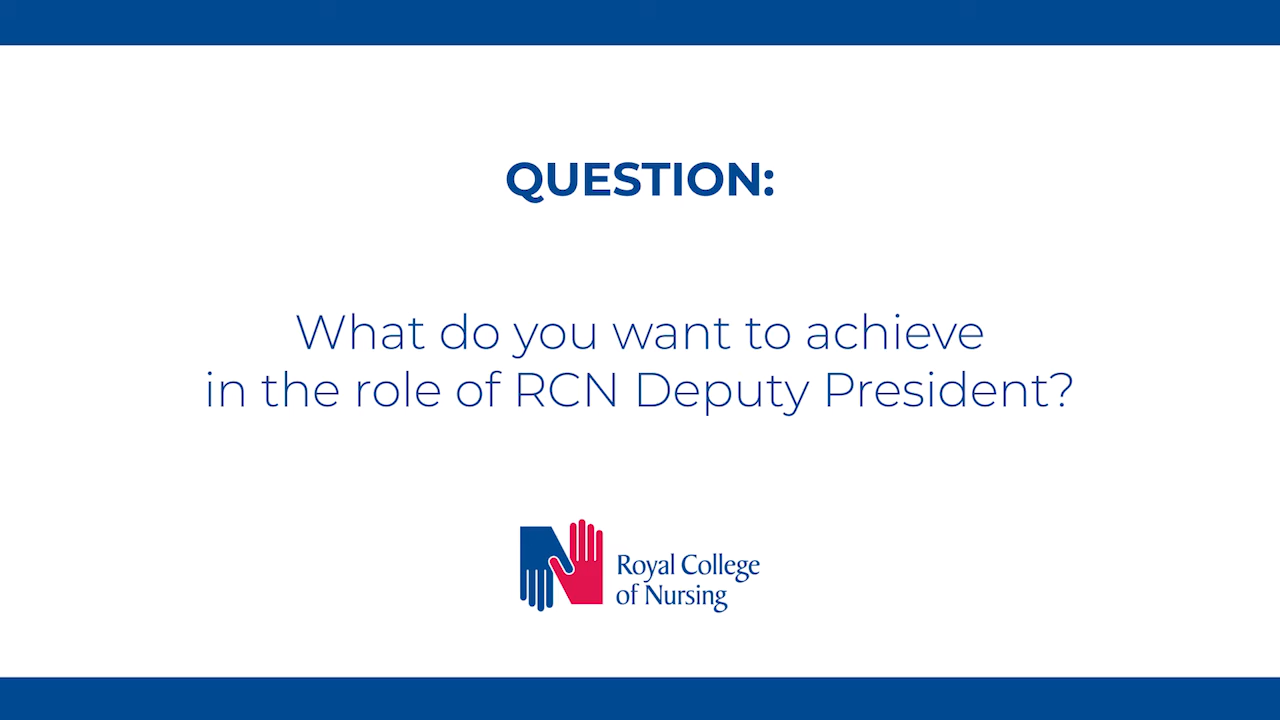 QUESTION:
What do you want to achieve
in the role of RCN Deputy President?
Royal College
of Nursing